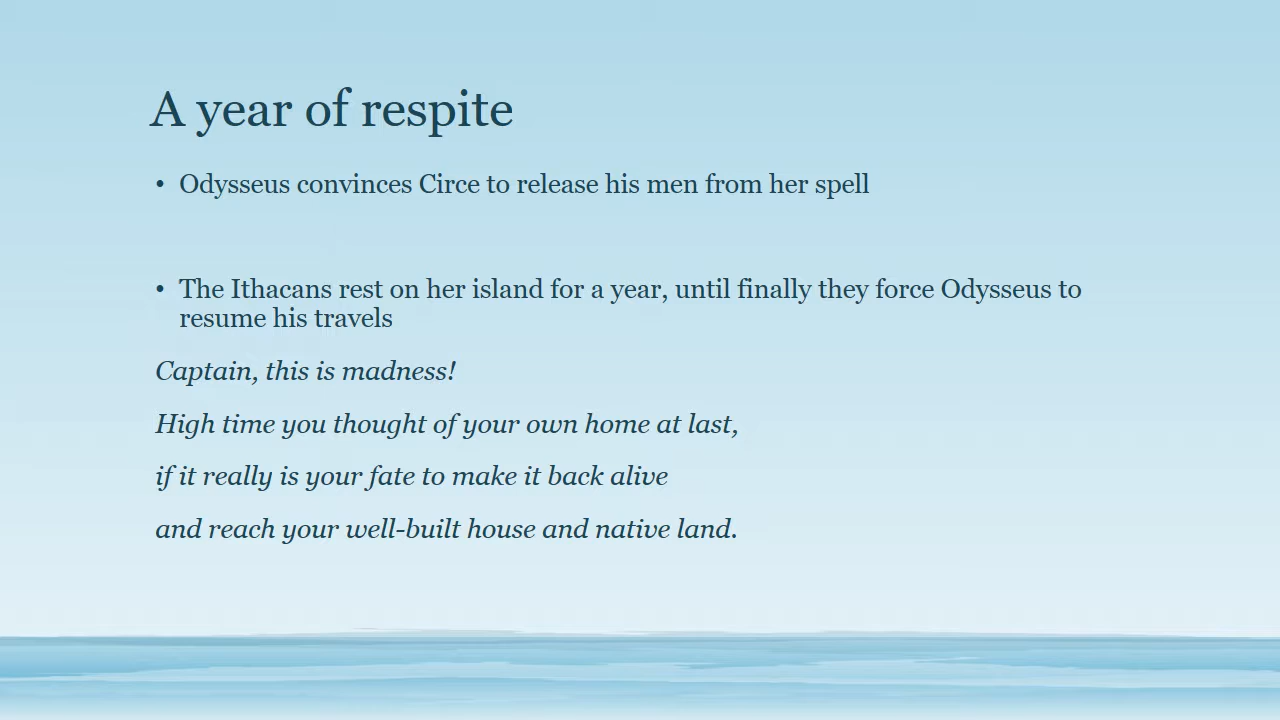 A year of respite
• Odysseus convinces Circe to release his men from her spell
• The Ithacans rest on her island for a year, until finally they force Odysseus to
resume his travels
Captain, this is madness!
High time you thought of your own home at last,
if it really is your fate to make it back alive
and reach your well-built house and native land.